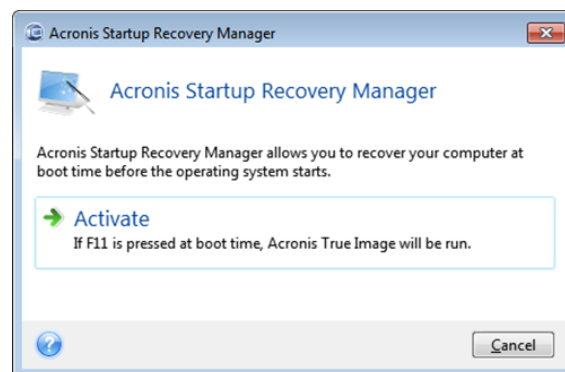 Acronis Startup Recovery Manager
Acronis Startup Recovery Manager
Acronis Startup Recovery Manager allows you to recover your computer at
boot time before the operating system starts.
Activate
If F11 is pressed at boot time, Acronis True Image will be run.
Cancel